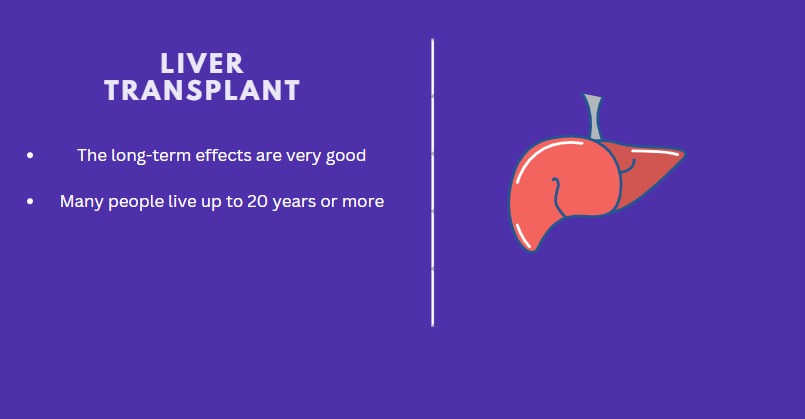 LIVER
TRANSPLANT
• The long-term effects are very good
• Many people live up to 20 years or more